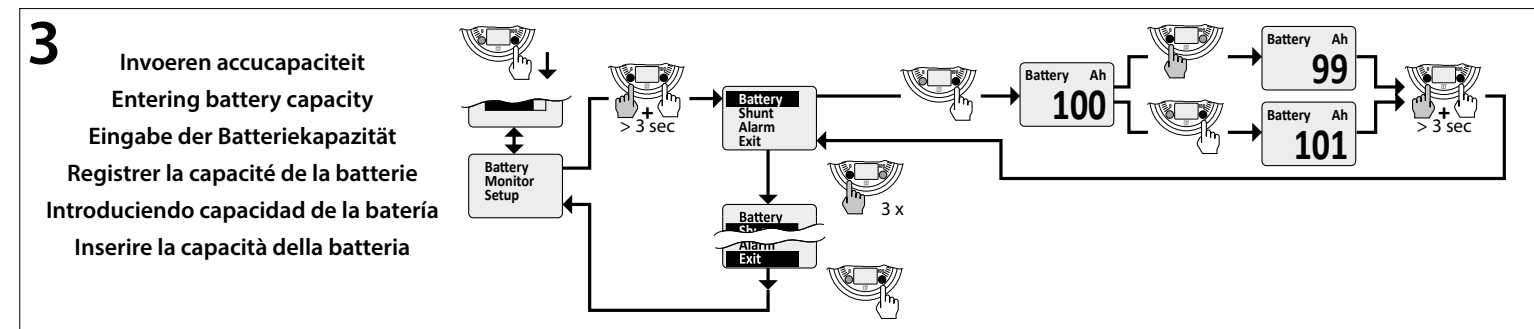 3
Invoeren accucapaciteit
Entering battery capacity
Eingabe der Batteriekapazität
Registrer la capacité de la batterie
Introduciendo capacidad de la batería
Inserire la capacità della batteria
Battery
Monitor
Setup
+
> 3 sec
Battery
Shunt
Alarm
Exit
3 x
Battery
Shunt
Alarm
Exit
Battery Ah
100
Battery Ah
99
Battery Ah
101
+
> 3 sec